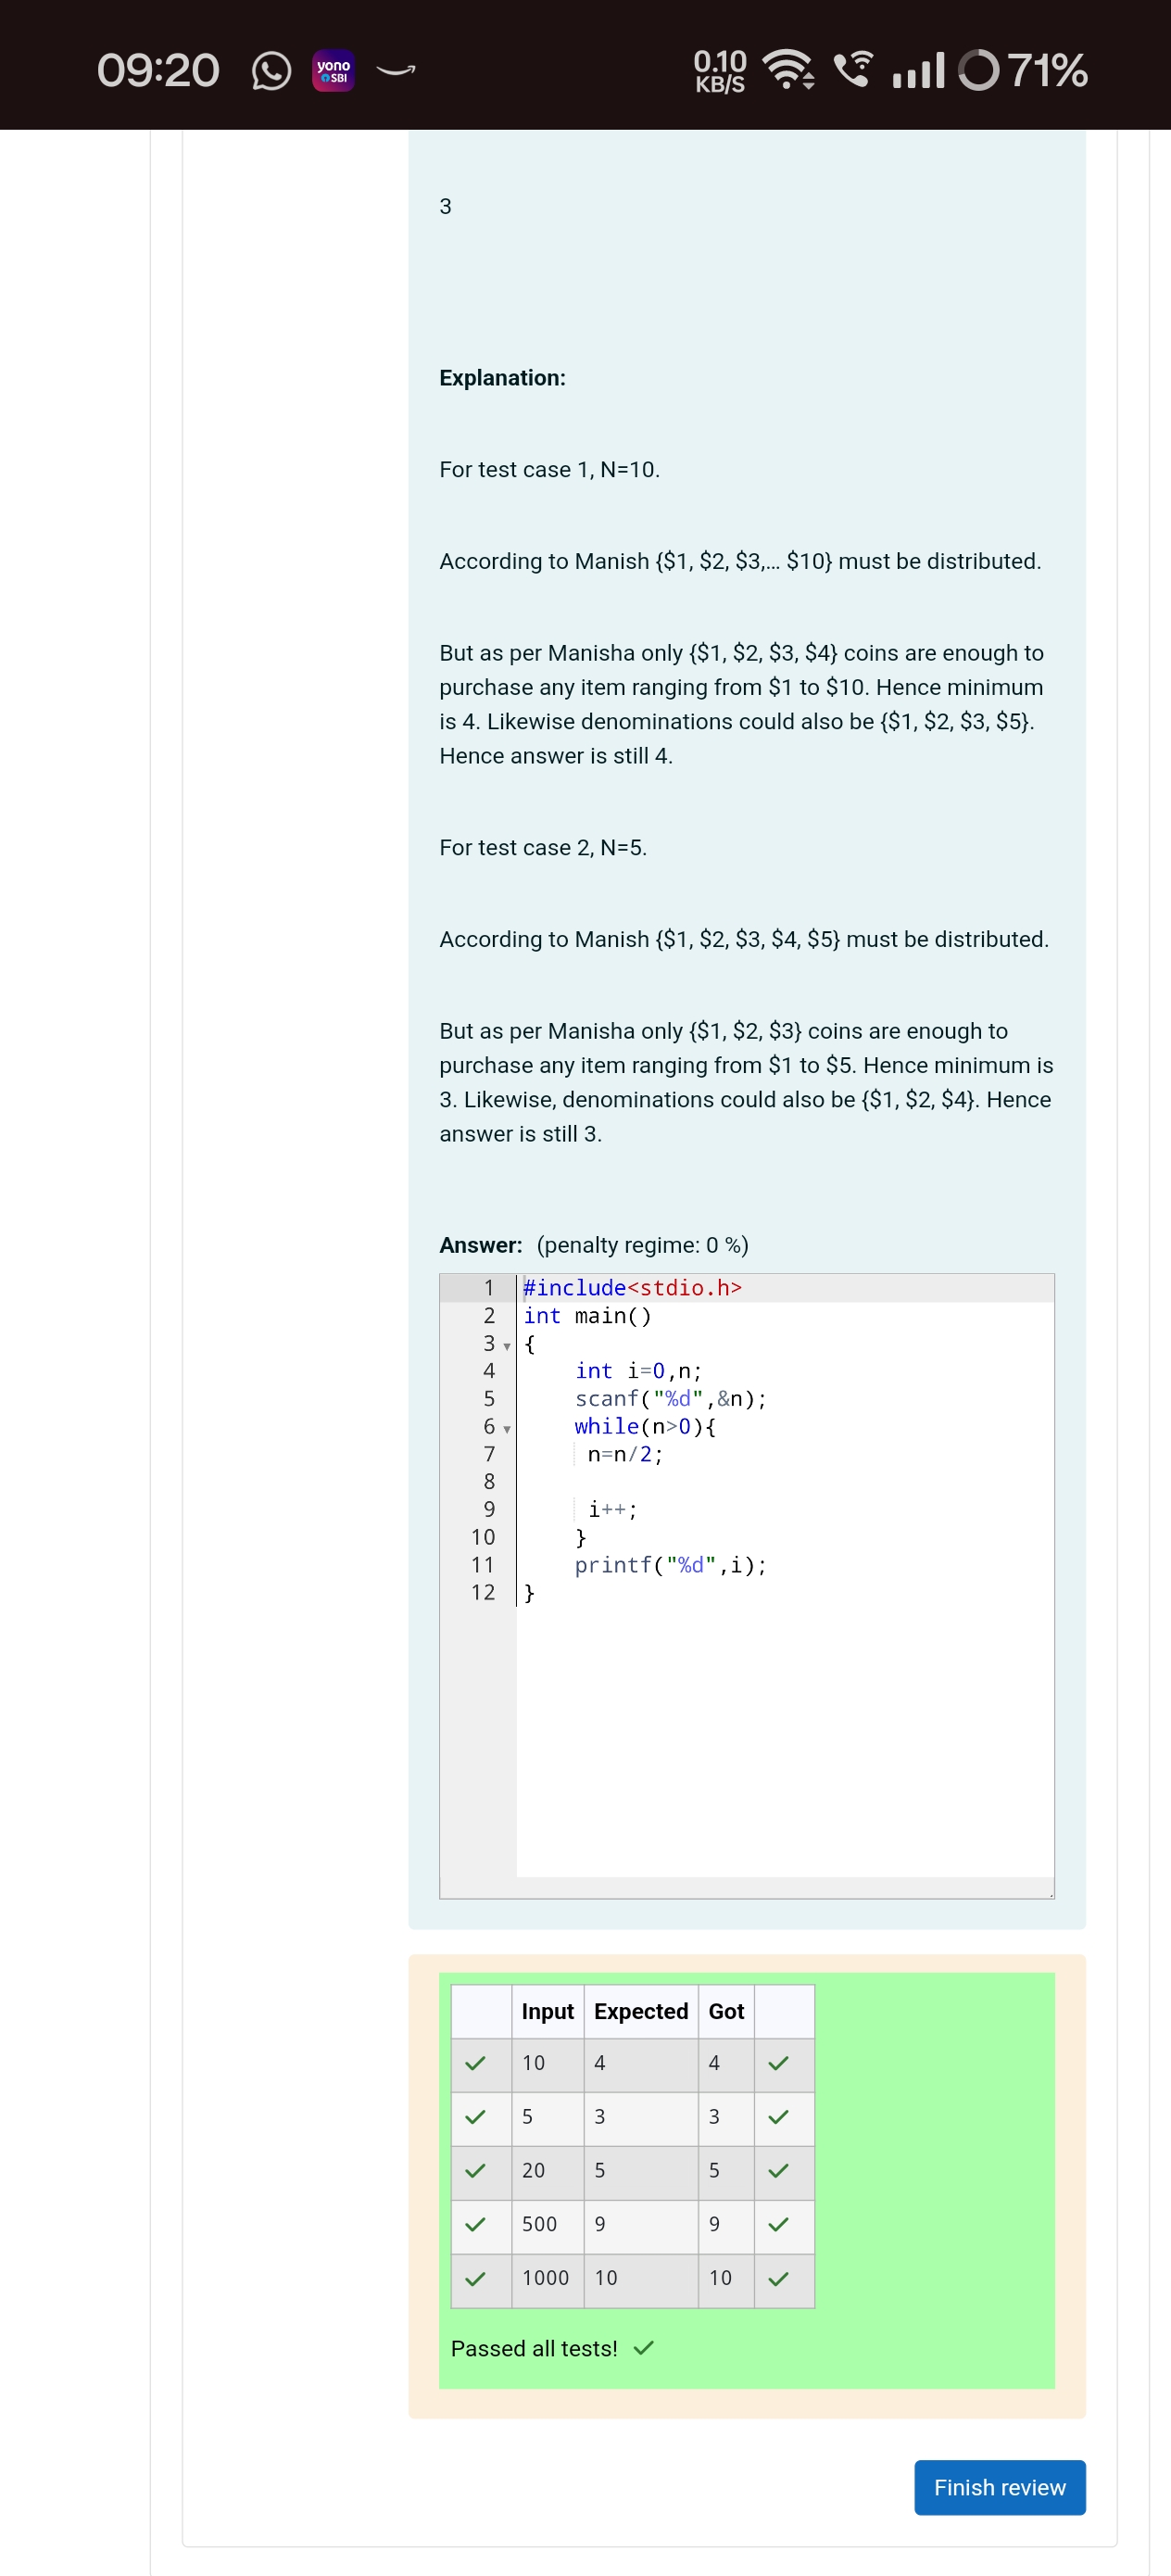 09:20 yono SBI 0.10 KB/S 71%
3
Explanation:
For test case 1, N=10.
According to Manish {$1, $2, $3,... $10} must be distributed.
But as per Manisha only {$1, $2, $3, $4} coins are enough to
purchase any item ranging from $1 to $10. Hence minimum
is 4. Likewise denominations could also be {$1, $2, $3, $5}.
Hence answer is still 4.
For test case 2, N=5.
According to Manish {$1, $2, $3, $4, $5} must be distributed.
But as per Manisha only {$1, $2, $3} coins are enough to
purchase any item ranging from $1 to $5. Hence minimum is
3. Likewise, denominations could also be {$1, $2, $4}. Hence
answer is still 3.
Answer: (penalty regime: 0 %)
1 #include<stdio.h>
2 int main()
3 {
4 int i=0,n;
5 scanf("%d",&n);
6 while(n>0){
7 n=n/2;
8
9 i++;
10 }
11 printf("%d",i);
12 }
Input Expected Got
10 4 4
5 3 3
20 5 5
500 9 9
1000 10 10
Passed all tests!
Finish review